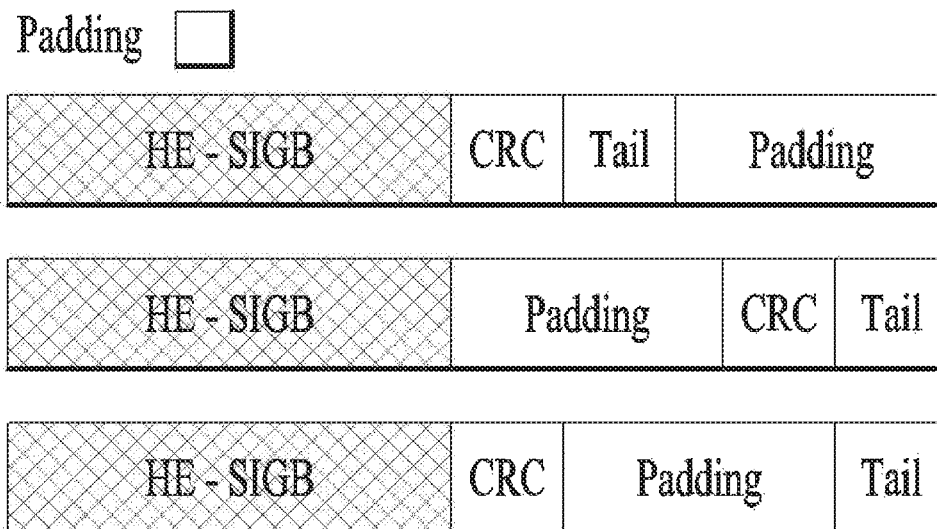 Padding
HE - SIGB CRC Tail Padding
HE - SIGB Padding CRC Tail
HE - SIGB CRC Padding Tail